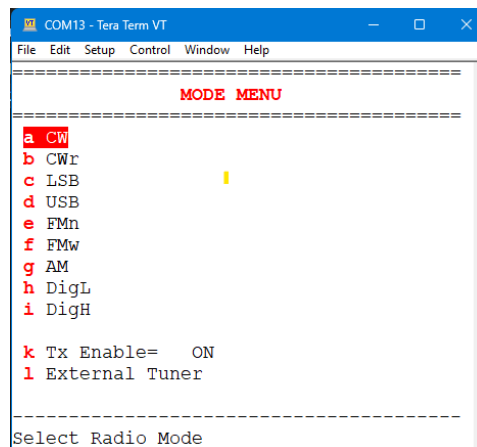 COM13 - Tera Term VT
File Edit Setup Control Window Help
========================================
MODE MENU
========================================
a CW
b CWr
c LSB
d USB
e FMn
f FMw
g AM
h DigL
i DigH
k Tx Enable= ON
l External Tuner
----------------------------------------
Select Radio Mode